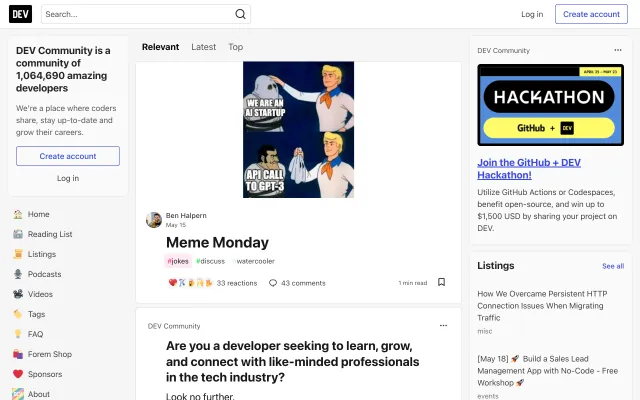 DEV
Search...
Log in
Create account
DEV Community is a
community of
1,064,690 amazing
developers
We're a place where coders
share, stay up-to-date and
grow their careers.
Create account
Log in
Home
Reading List
Listings
Podcasts
Videos
Tags
FAQ
Forem Shop
Sponsors
About
Relevant
Latest
Top
WE ARE AN
AI STARTUP
API CALL
TO GPT-3
Ben Halpern
May 15
Meme Monday
#jokes #discuss #watercooler
33 reactions
43 comments
1 min read
DEV Community
Are you a developer seeking to learn, grow,
and connect with like-minded professionals
in the tech industry?
Look no further.
DEV Community
APRIL 25 - MAY 23
HACKATHON
GitHub + DEV
Join the GitHub + DEV
Hackathon!
Utilize GitHub Actions or Codespaces,
benefit open-source, and win up to
$1,500 USD by sharing your project on
DEV.
Listings
See all
How We Overcame Persistent HTTP
Connection Issues When Migrating
Traffic
misc
[May 18] 🚀 Build a Sales Lead
Management App with No-Code - Free
Workshop 🚀
events